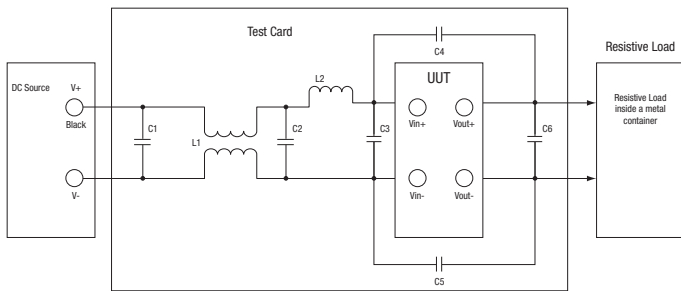 Test Card
C4
Resistive Load
L2
DC Source
V+
UUT
Resistive Load
inside a metal
container
Black
C1
L1
C2
C3
Vin+
Vout+
C6
V-
Vin-
Vout-
C5